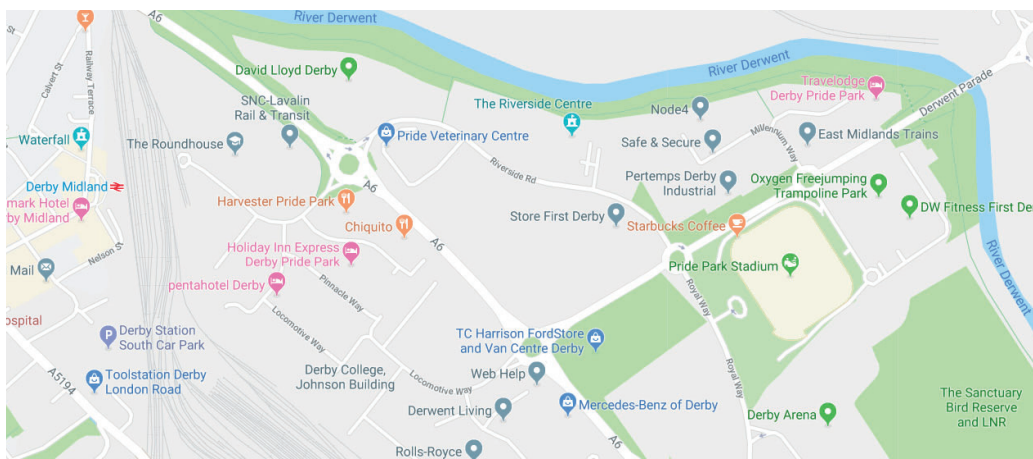 River Derwent
A6
Calvert St
Railway Terrace
David Lloyd Derby
River Derwent
Travelodge
Derby Pride Park
Derwent Parade
SNC-Lavalin
Rail & Transit
The Riverside Centre
Node4
Millennium Way
East Midlands Trains
Waterfall
The Roundhouse
Pride Veterinary Centre
Safe & Secure
Riverside Rd
Pertemps Derby
Industrial
Oxygen Freejumping
Trampoline Park
Derby Midland
A6
mark Hotel
by Midland
Harvester Pride Park
Chiquito
Store First Derby
Starbucks Coffee
DW Fitness First De
A6
Nelson St
Holiday Inn Express
Derby Pride Park
Pride Park Stadium
River Derwent
Mail
pentahotel Derby
Pinnacle Way
Royal Way
ospital
Derby Station
South Car Park
Locomotive Way
TC Harrison FordStore
and Van Centre Derby
Royal Way
A5194
Toolstation Derby
London Road
Derby College,
Johnson Building
Locomotive Way
Web Help
Derwent Living
Mercedes-Benz of Derby
Derby Arena
The Sanctuary
Bird Reserve
and LNR
Rolls-Royce
A6